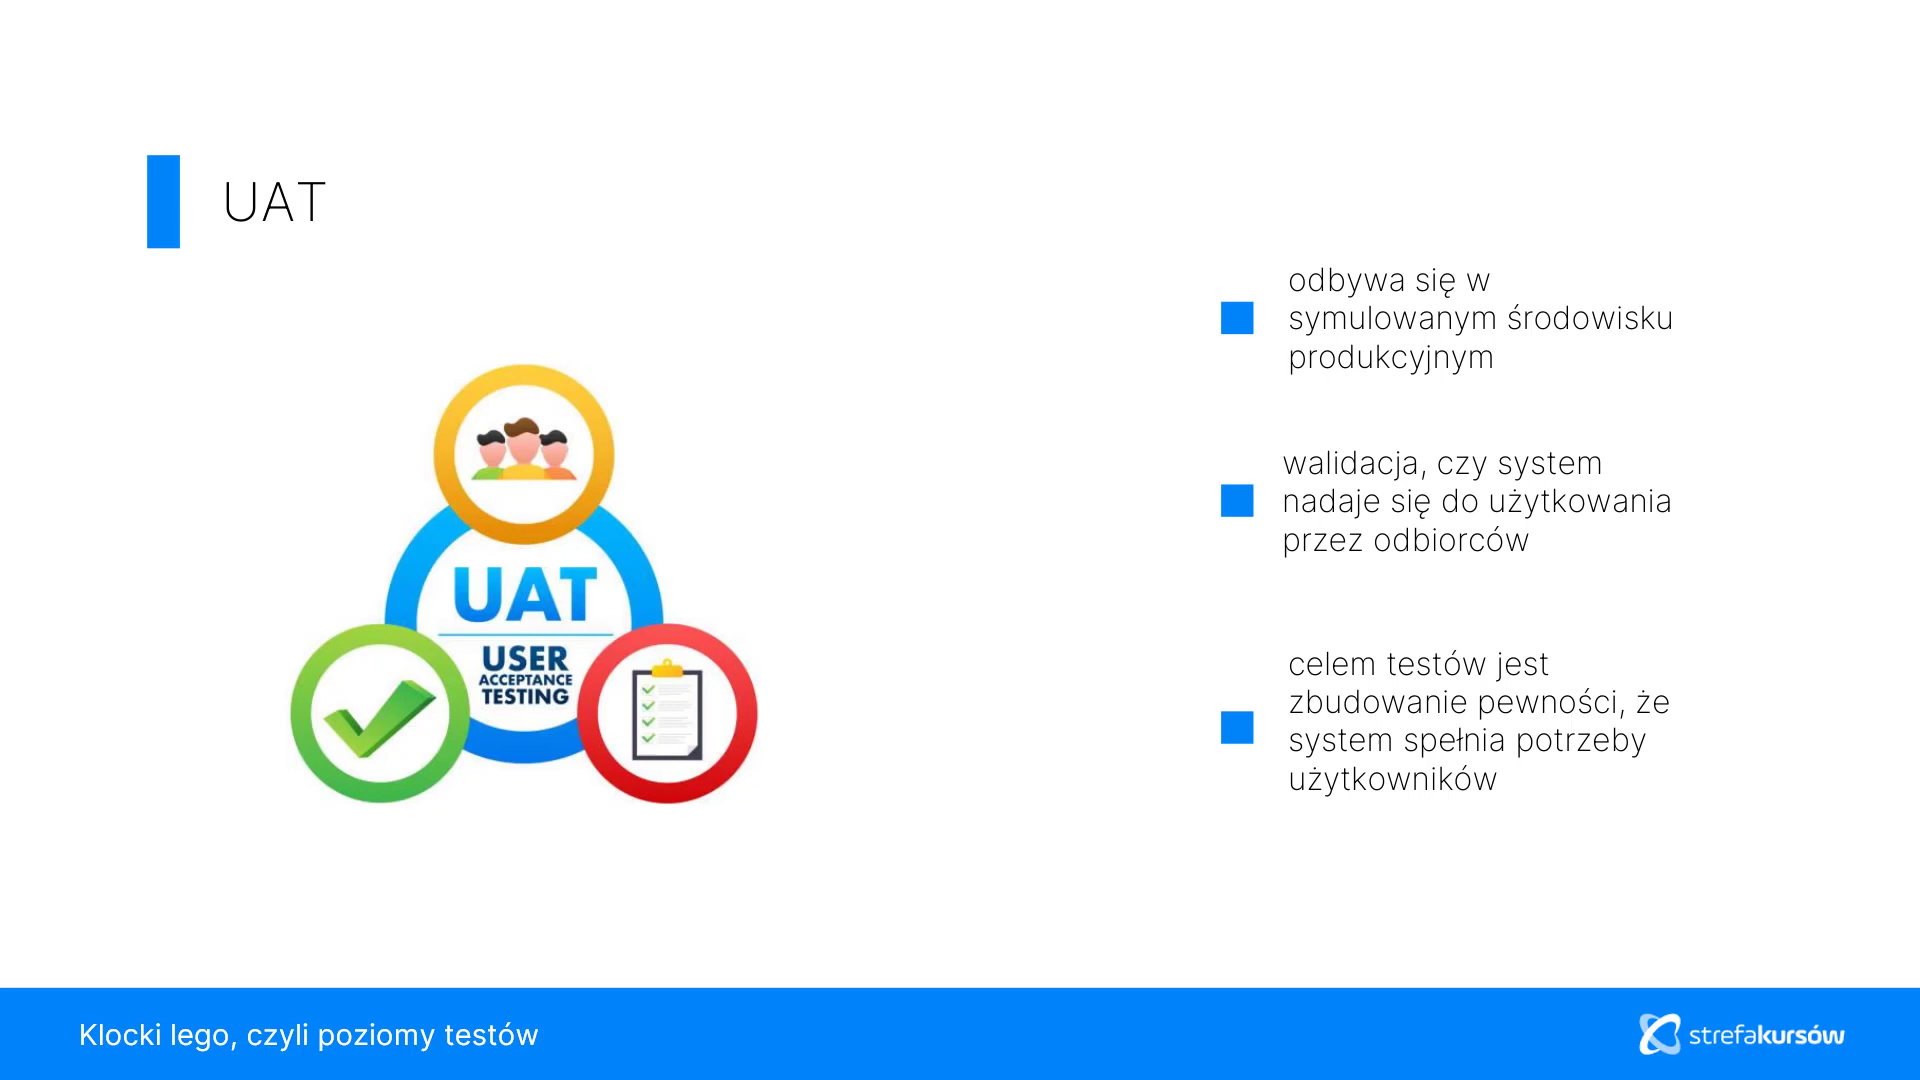 UAT
UAT
USER
ACCEPTANCE
TESTING
odbywa się w
symulowanym środowisku
produkcyjnym
walidacja, czy system
nadaje się do użytkowania
przez odbiorców
celem testów jest
zbudowanie pewności, że
system spełnia potrzeby
użytkowników
Klocki lego, czyli poziomy testów
strefakursów